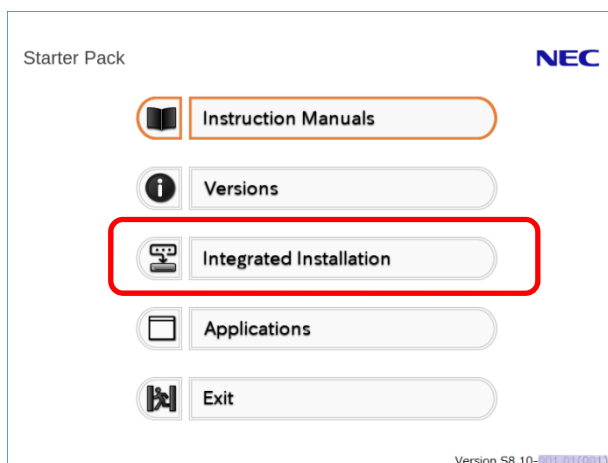 Starter Pack
NEC
Instruction Manuals
Versions
Integrated Installation
Applications
Exit
Version S8.10-